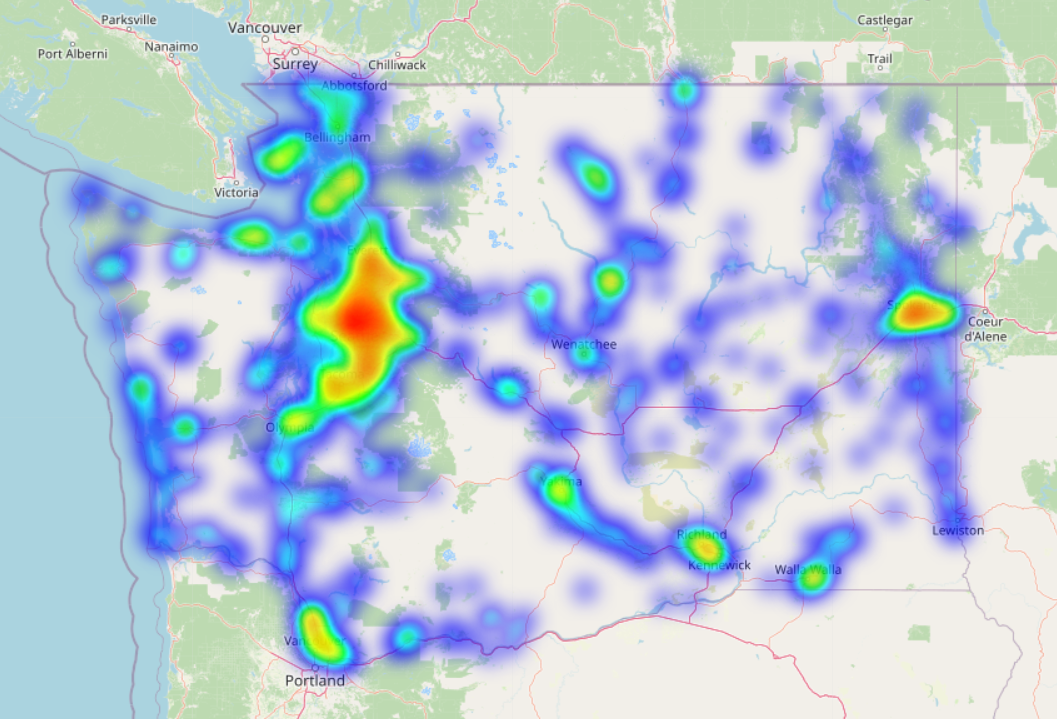 Parksville
Vancouver
Castlegar
Nanaimo
Port Alberni
Surrey
Chilliwack
Trail
Abbotsford
Bellingham
Victoria
Coeur
d'Alene
Wenatchee
Olympia
Lewiston
Richland
Kennewick
Walla Walla
Portland